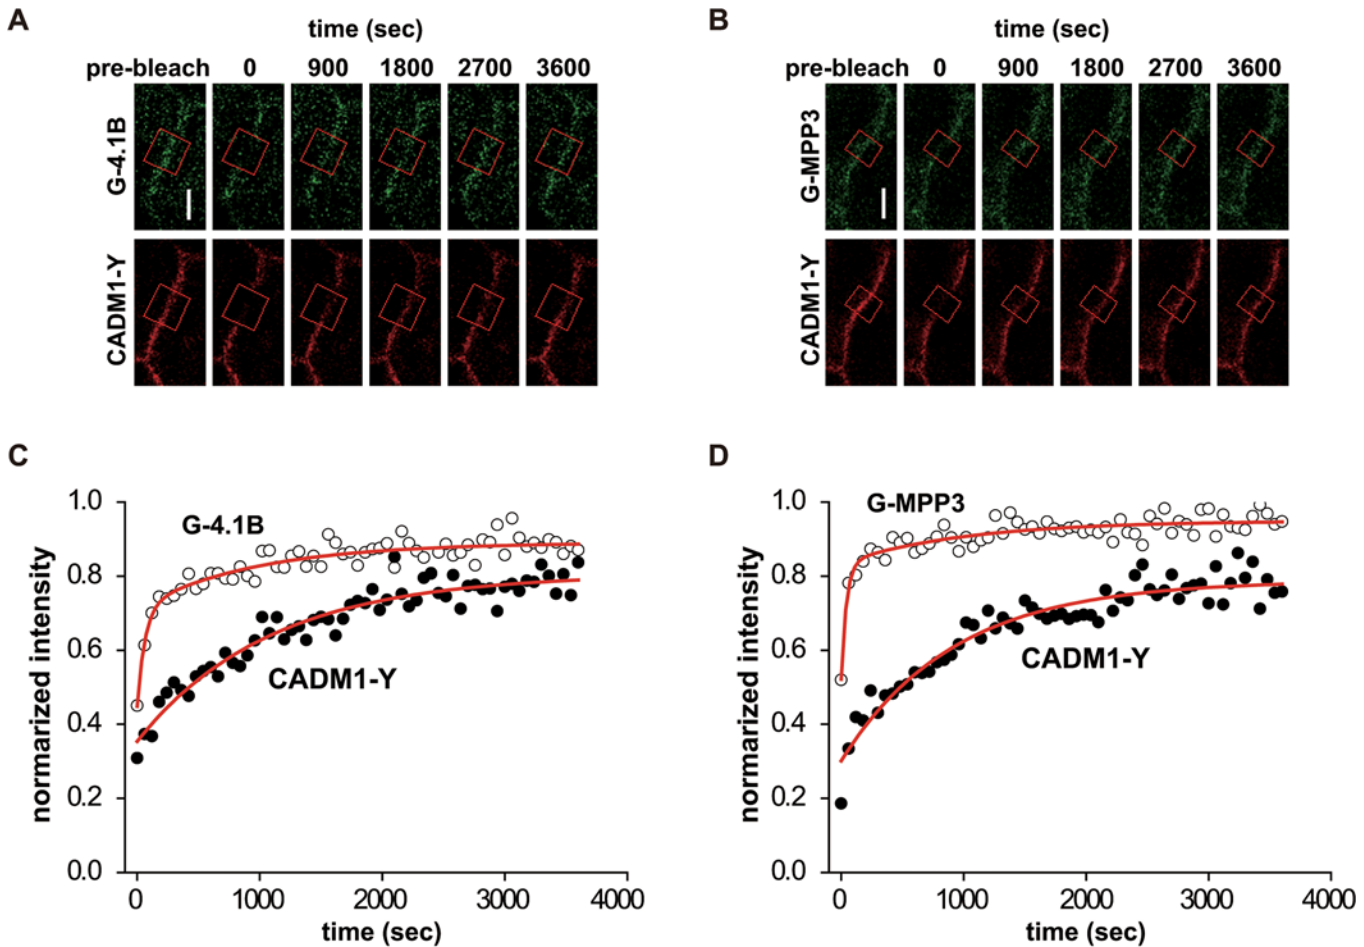 A
time (sec)
pre-bleach 0 900 1800 2700 3600
G-4.1B
CADM1-Y
B
time (sec)
pre-bleach 0 900 1800 2700 3600
G-MPP3
CADM1-Y
C
1.0
0.8
0.6
0.4
0.2
0.0
normarized intensity
G-4.1B
CADM1-Y
0 1000 2000 3000 4000
time (sec)
D
1.0
0.8
0.6
0.4
0.2
0.0
normarized intensity
G-MPP3
CADM1-Y
0 1000 2000 3000 4000
time (sec)